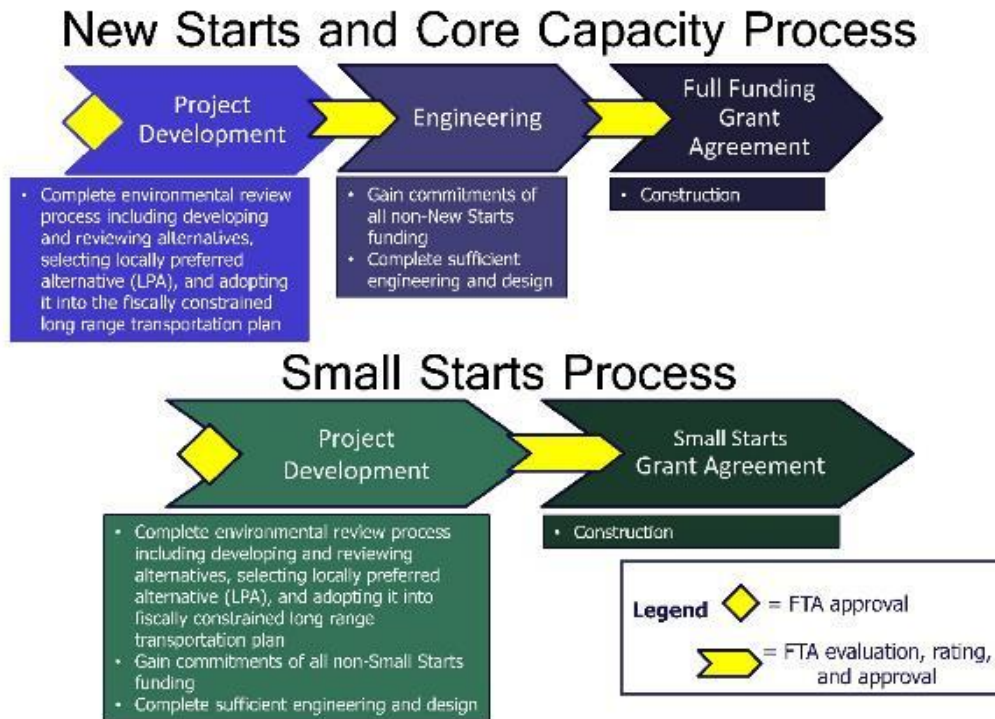 New Starts and Core Capacity Process
Project
Development
Engineering
Full Funding
Grant
Agreement
• Complete environmental review
process including developing
and reviewing alternatives,
selecting locally preferred
alternative (LPA), and adopting
it into the fiscally constrained
long range transportation plan
• Gain commitments of
all non-New Starts
funding
• Complete sufficient
engineering and design
• Construction
Small Starts Process
Project
Development
Small Starts
Grant Agreement
• Complete environmental review process
including developing and reviewing
alternatives, selecting locally preferred
alternative (LPA), and adopting it into
fiscally constrained long range
transportation plan
• Gain commitments of all non-Small Starts
funding
• Complete sufficient engineering and design
• Construction
Legend
= FTA approval
= FTA evaluation, rating,
and approval